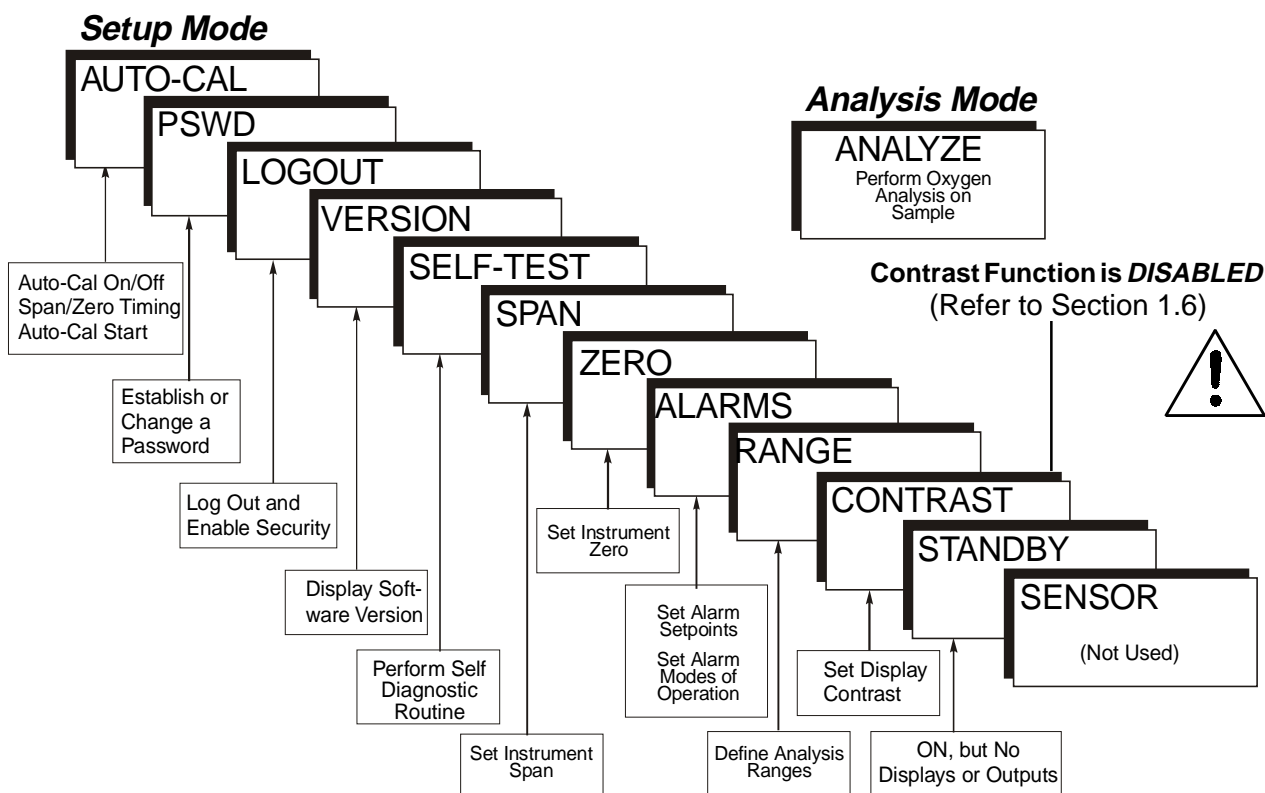 Setup Mode
AUTO-CAL
PSWD
LOGOUT
VERSION
SELF-TEST
SPAN
ZERO
ALARMS
RANGE
CONTRAST
STANDBY
SENSOR
(Not Used)
Analysis Mode
ANALYZE
Perform Oxygen
Analysis on
Sample
Contrast Function is DISABLED
(Refer to Section 1.6)
!
Auto-Cal On/Off
Span/Zero Timing
Auto-Cal Start
Establish or
Change a
Password
Log Out and
Enable Security
Display Soft-
ware Version
Perform Self
Diagnostic
Routine
Set Instrument
Span
Set Instrument
Zero
Set Alarm
Setpoints
Set Alarm
Modes of
Operation
Define Analysis
Ranges
Set Display
Contrast
ON, but No
Displays or Outputs